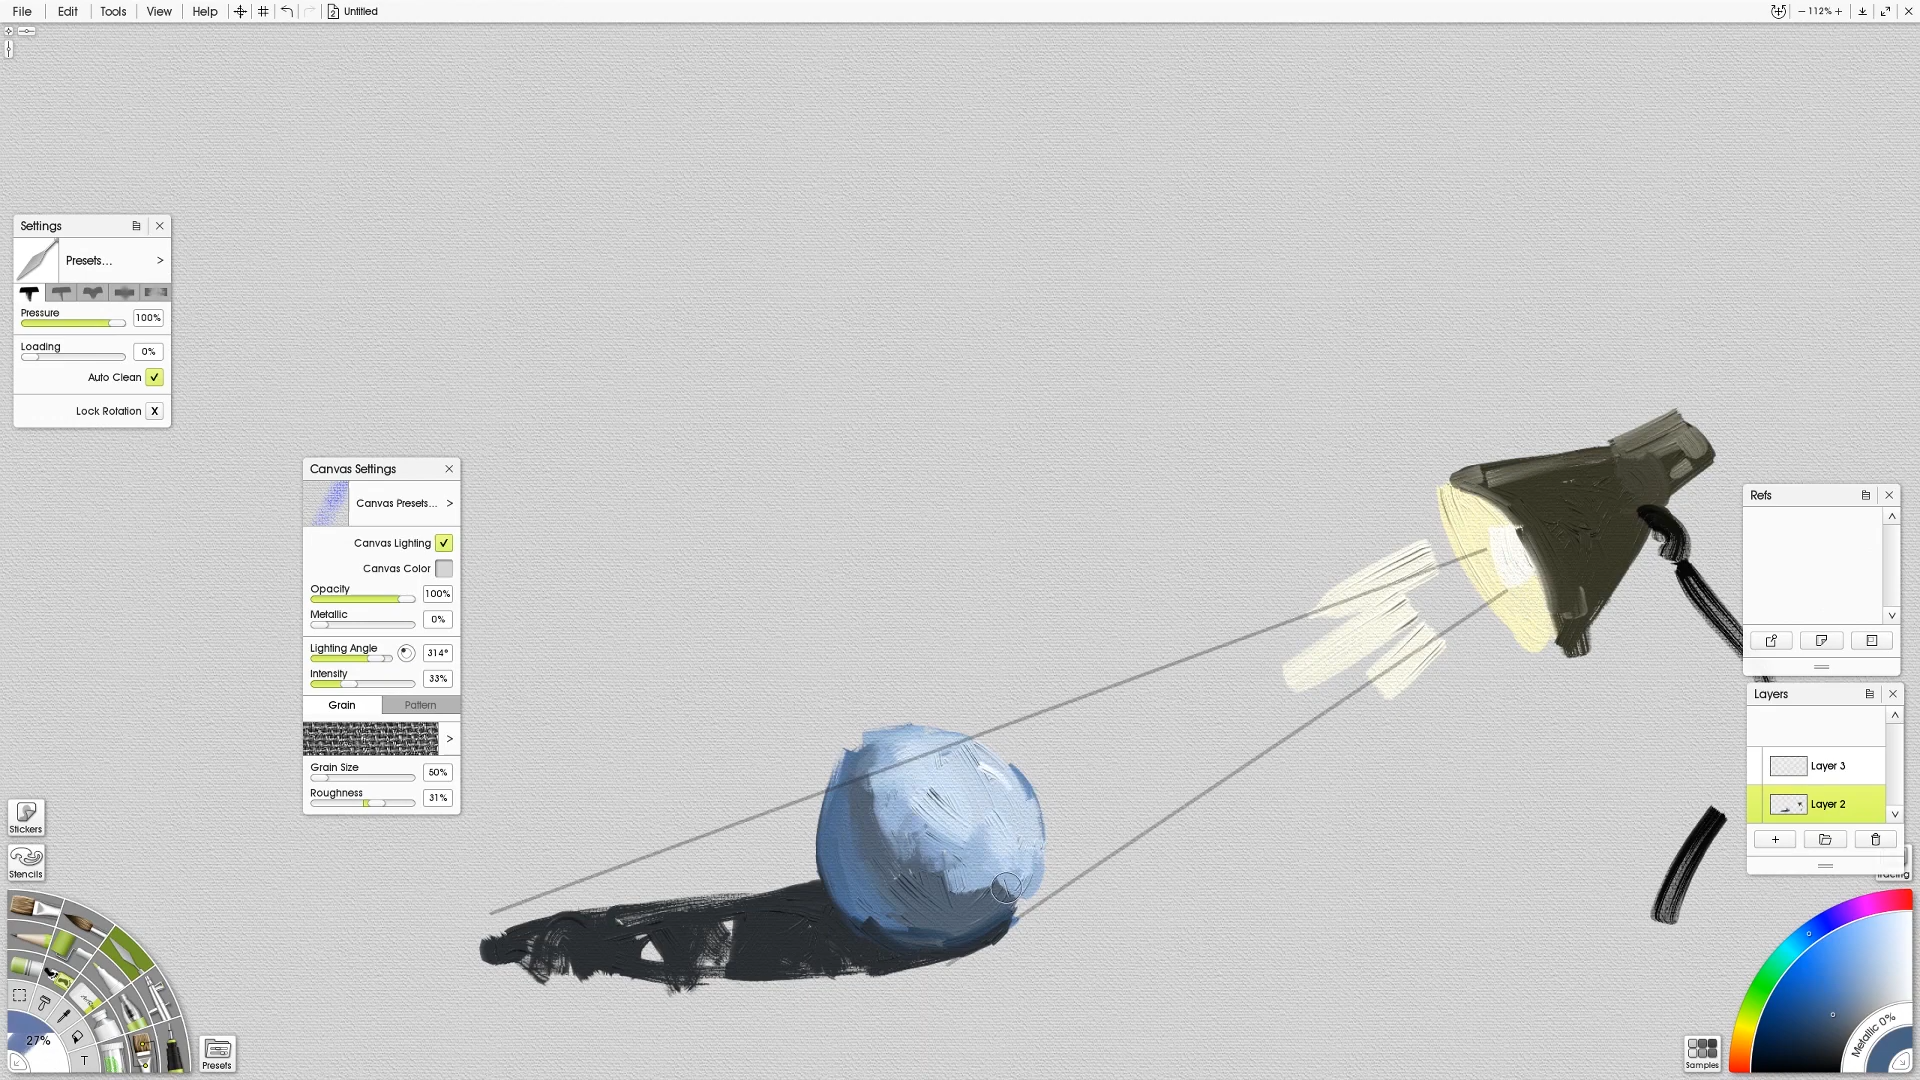 File Edit Tools View Help 2 Untitled
− 112% +
Settings
Presets... >
Pressure
100%
Loading
0%
Auto Clean
Lock Rotation X
Canvas Settings
Canvas Presets... >
Canvas Lighting
Canvas Color
Opacity
100%
Metallic
0%
Lighting Angle
314°
Intensity
33%
Grain Pattern
>
Grain Size
50%
Roughness
31%
Refs
Layers
Layer 3
Layer 2
+
Stickers
Stencils
27%
T
Presets
Samples
Metallic 0%